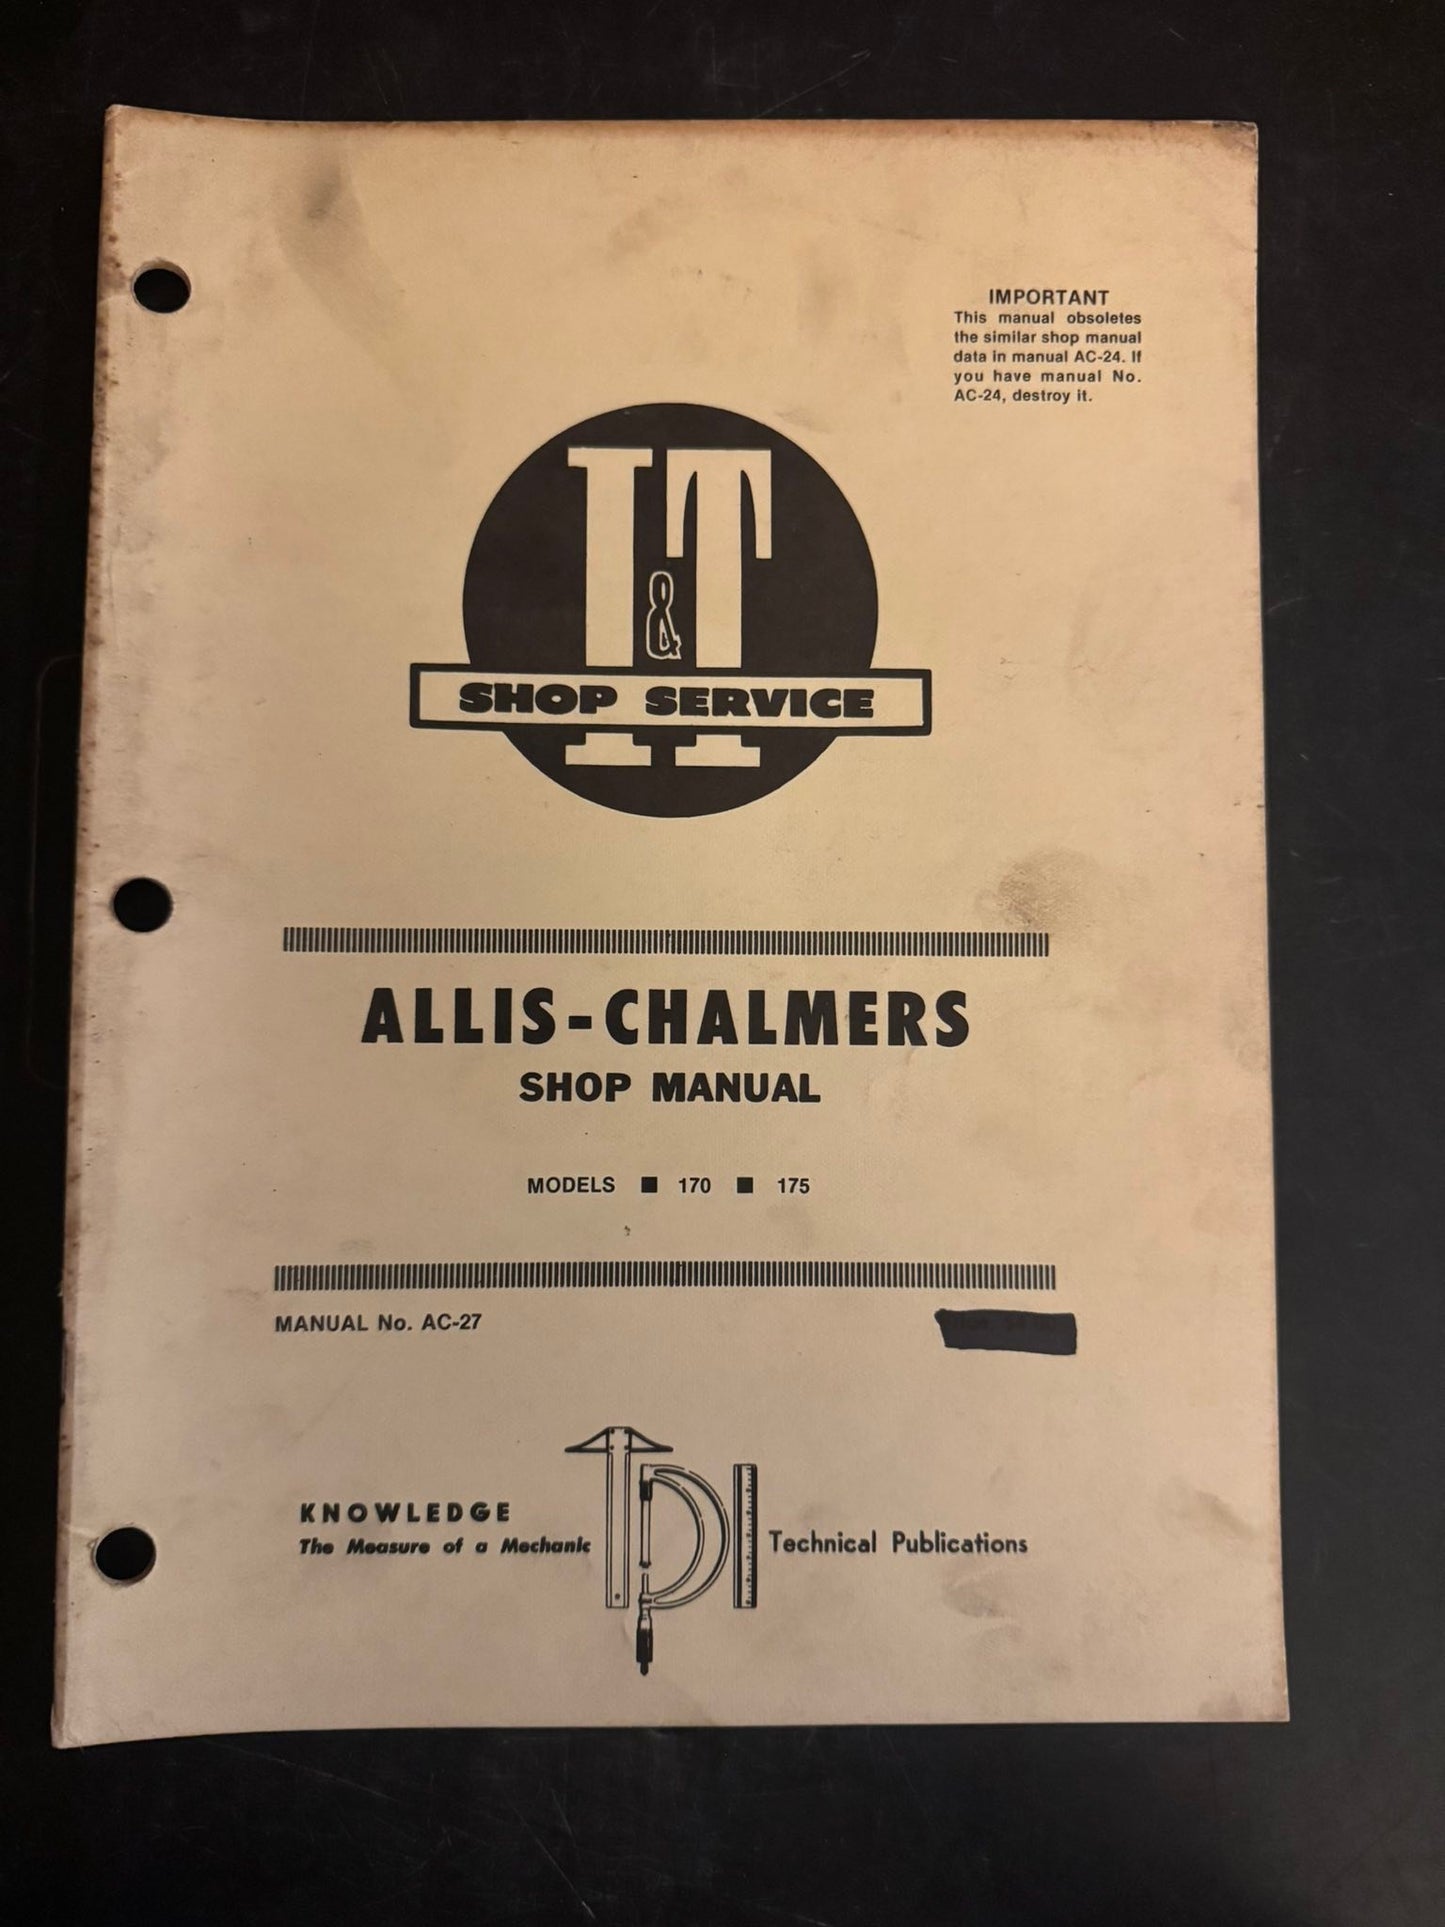 IMPORTANT
This manual obsoletes
the similar shop manual
data in manual AC-24. If
you have manual No.
AC-24, destroy it.
I&T
SHOP SERVICE
ALLIS-CHALMERS
SHOP MANUAL
MODELS ■ 170 ■ 175
MANUAL No. AC-27
KNOWLEDGE
The Measure of a Mechanic
TPI
Technical Publications